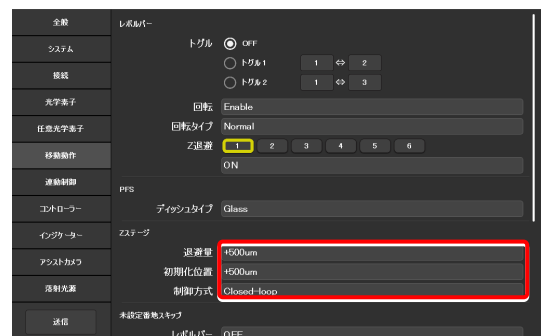 全般
システム
接続
光学素子
任意光学素子
移動動作
連動制御
コントローラー
インジケーター
アシストカメラ
落射光源
送信
レボルバー
トグル OFF
トグル1 1 ⇔ 2
トグル2 1 ⇔ 3
回転 Enable
回転タイプ Normal
Z退避 1 2 3 4 5 6
ON
PFS
ディッシュタイプ Glass
Zステージ
退避量 +500um
初期化位置 +500um
制御方式 Closed-loop
未設定番地スキップ
レボルバー OFF